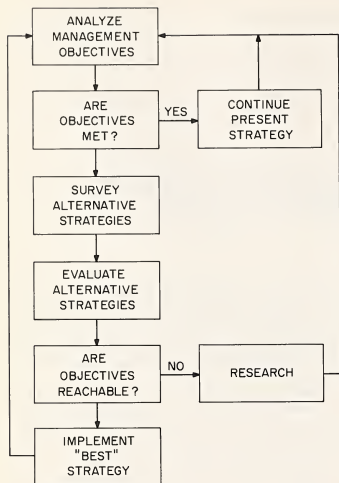 ANALYZE
MANAGEMENT
OBJECTIVES
ARE
OBJECTIVES
MET?
YES
CONTINUE
PRESENT
STRATEGY
SURVEY
ALTERNATIVE
STRATEGIES
EVALUATE
ALTERNATIVE
STRATEGIES
ARE
OBJECTIVES
REACHABLE?
NO
RESEARCH
IMPLEMENT
"BEST"
STRATEGY